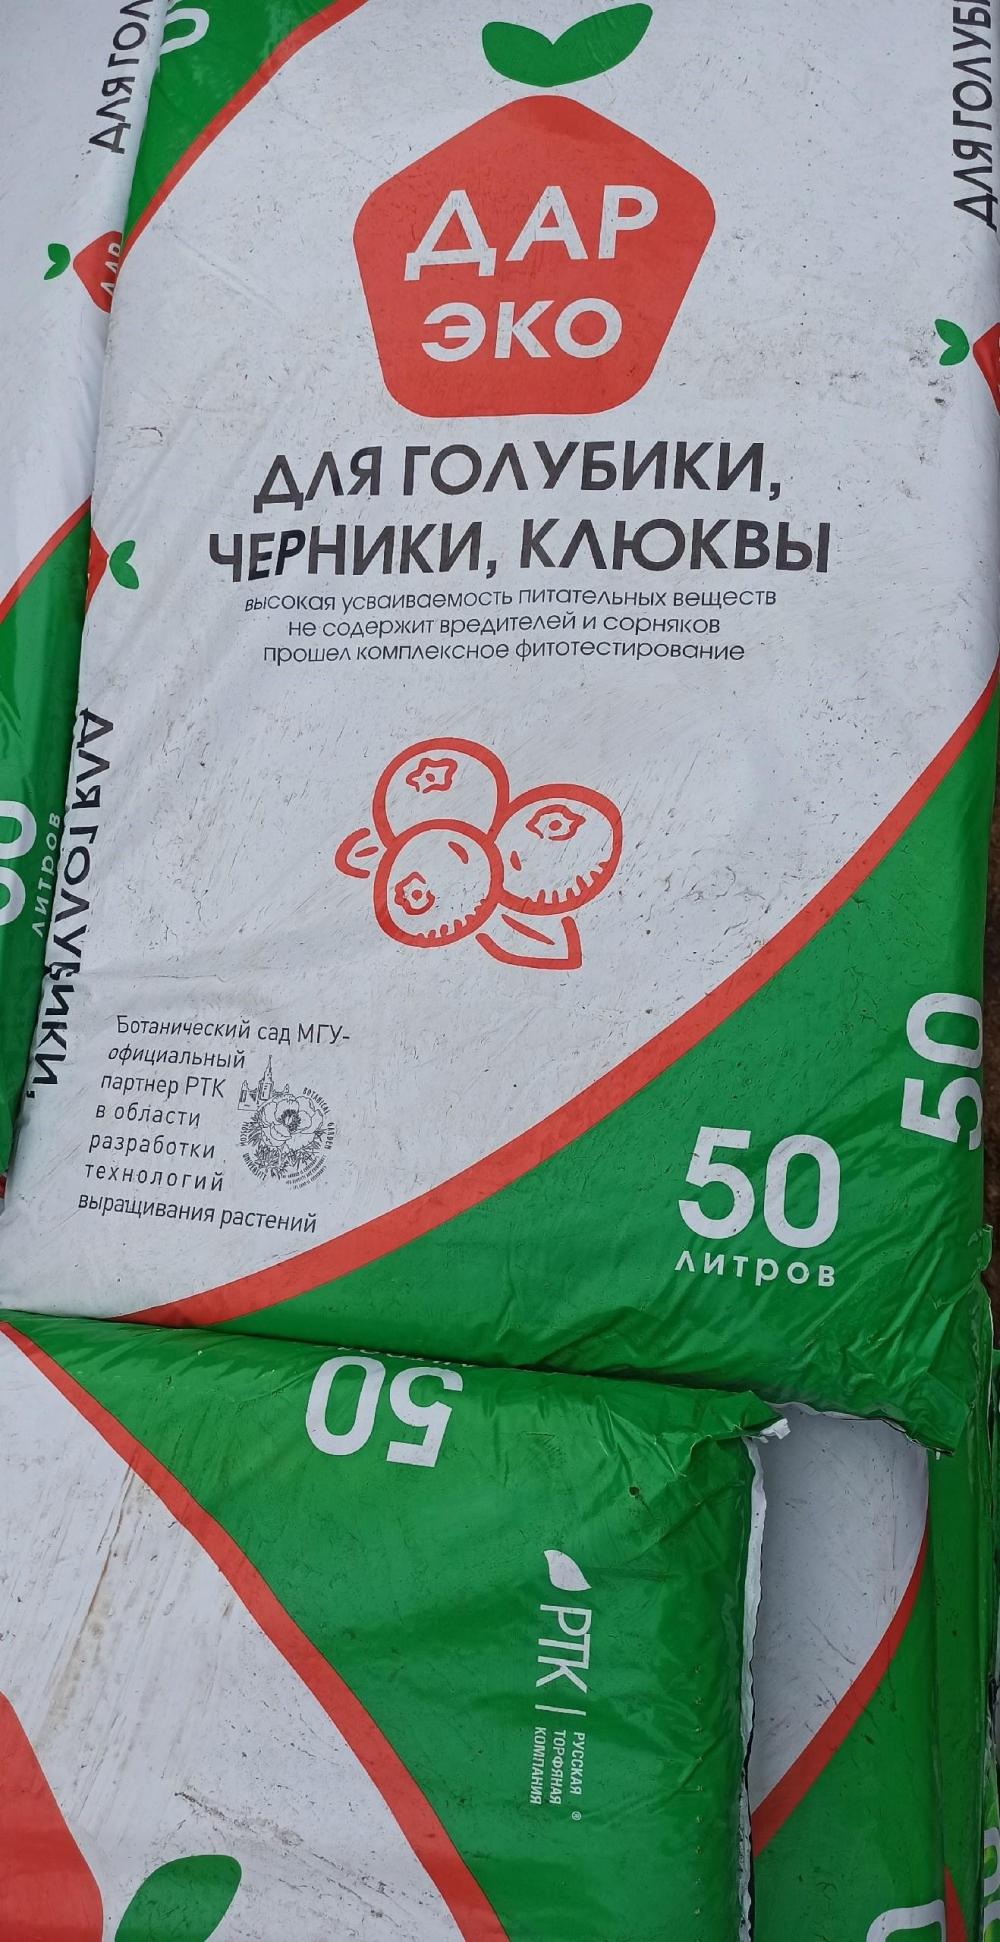 ДАР
ЭКО
ДЛЯ ГОЛУБИКИ,
ЧЕРНИКИ, КЛЮКВЫ
высокая усваиваемость питательных веществ
не содержит вредителей и сорняков
прошел комплексное фитотестирование
Ботанический сад МГУ-
официальный
партнер РТК
в области
разработки
технологий
выращивания растений
50
литров
50
ДЛЯ ГОЛУБИКИ,
литров
50
РТК
РУССКАЯ
ТОРФЯНАЯ
КОМПАНИЯ